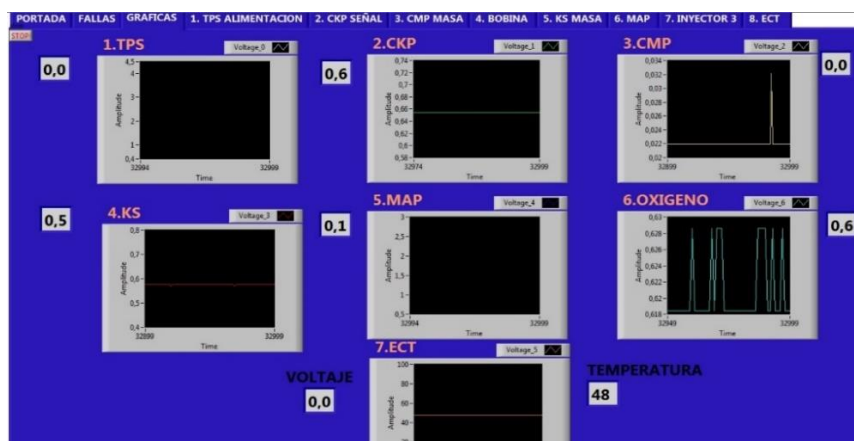 PORTADA FALLAS GRAFICAS 1. TPS ALIMENTACION 2. CKP SEÑAL 3. CMP MASA 4. BOBINA 5. KS MASA 6. MAP 7. INYECTOR 3 8. ECT
STOP
1.TPS
Voltage_0
0,0
4,5
4
3
2
1
0,4
Amplitude
32994
32999
Time
2.CKP
Voltage_1
0,6
0,74
0,72
0,7
0,68
0,66
0,64
0,62
0,6
0,58
Amplitude
32974
32999
Time
3.CMP
Voltage_2
0,0
0,034
0,03
0,026
0,022
0,02
Amplitude
32899
32999
Time
4.KS
Voltage_3
0,5
0,8
0,7
0,6
0,5
0,4
Amplitude
32899
32999
Time
5.MAP
Voltage_4
0,1
3
2,5
2
1,5
1
0,5
Amplitude
32994
32999
Time
6.OXIGENO
Voltage_6
0,6
0,63
0,628
0,624
0,62
0,618
Amplitude
32949
32999
Time
7.ECT
Voltage_5
VOLTAJE
0,0
100
80
60
40
20
Amplitude
TEMPERATURA
48